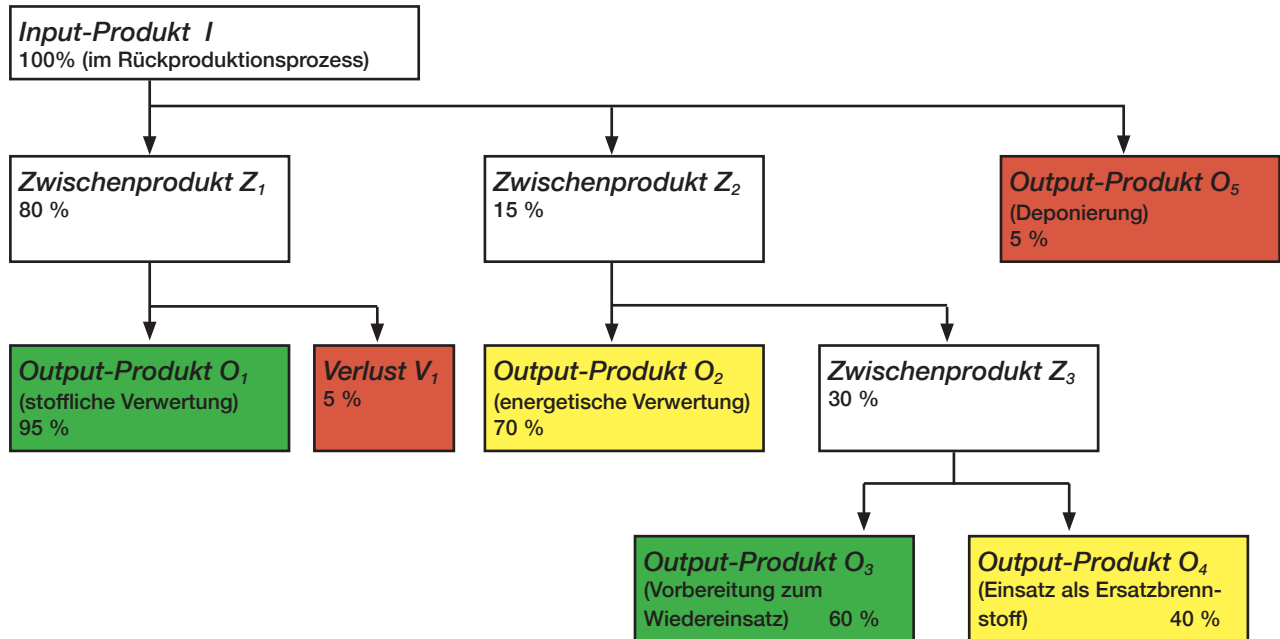 Input-Produkt I
100% (im Rückproduktionsprozess)
Zwischenprodukt Z1
80 %
Zwischenprodukt Z2
15 %
Output-Produkt O5
(Deponierung)
5 %
Output-Produkt O1
(stoffliche Verwertung)
95 %
Verlust V1
5 %
Output-Produkt O2
(energetische Verwertung)
70 %
Zwischenprodukt Z3
30 %
Output-Produkt O3
(Vorbereitung zum
Wiedereinsatz) 60 %
Output-Produkt O4
(Einsatz als Ersatzbrenn-
stoff) 40 %